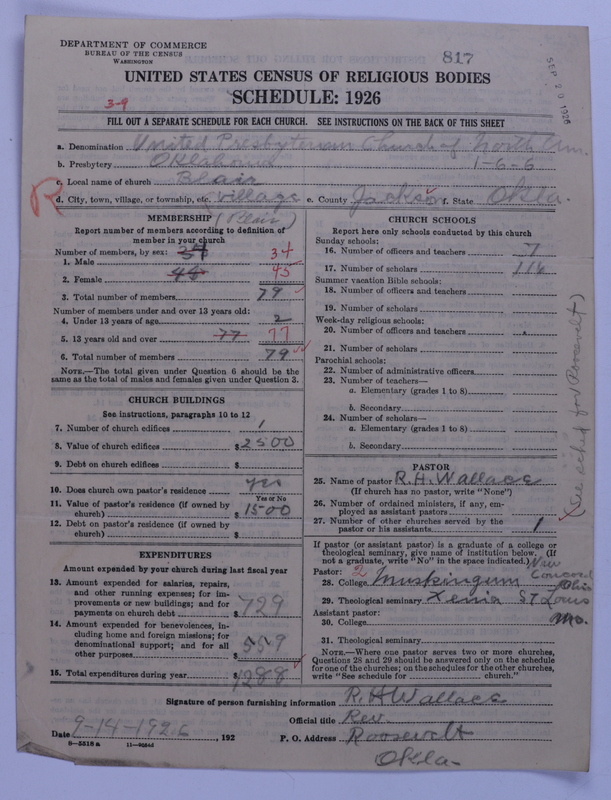 DEPARTMENT OF COMMERCE
BUREAU OF THE CENSUS
WASHINGTON
817
SEP 20 1926
UNITED STATES CENSUS OF RELIGIOUS BODIES
SCHEDULE: 1926
3-9
FILL OUT A SEPARATE SCHEDULE FOR EACH CHURCH. SEE INSTRUCTIONS ON THE BACK OF THIS SHEET
a. Denomination United Presbyterian Church of North Am.
b. Presbytery Oklahoma 1-6-6
c. Local name of church Blair
R
d. City, town, village, or township, etc. village e. County Jackson f. State Okla.
(Blair)
MEMBERSHIP
Report number of members according to definition of member in your church
Number of members, by sex:
1. Male 34
2. Female 45
3. Total number of members 79
Number of members under and over 13 years old:
4. Under 13 years of age 2
5. 13 years old and over 77 77
6. Total number of members 79
NOTE.—The total given under Question 6 should be
same as the total of males and females given under Question 3.
CHURCH BUILDINGS
See instructions, paragraphs 10 to 12
7. Number of church edifices 1
8. Value of church edifices $2500
9. Debt on church edifices $
10. Does church own pastor's residence yes
Yes or No
11. Value of pastor's residence (if owned by
church) $1500
12. Debt on pastor's residence (if owned by
church) $
EXPENDITURES
Amount expended by your church during last fiscal year
13. Amount expended for salaries, repairs,
and other running expenses; for im-
provements or new buildings; and for
payments on church debt $729
14. Amount expended for benevolences, in-
cluding home and foreign missions; for
denominational support; and for all
other purposes $559
15. Total expenditures during year $1288
CHURCH SCHOOLS
Report here only schools conducted by this church
Sunday schools:
16. Number of officers and teachers 7
17. Number of scholars 116
Summer vacation Bible schools:
18. Number of officers and teachers
19. Number of scholars
Week-day religious schools:
20. Number of officers and teachers
21. Number of scholars
Parochial schools:
22. Number of administrative officers
23. Number of teachers—
a. Elementary (grades 1 to 8)
b. Secondary
24. Number of scholars—
a. Elementary (grades 1 to 8)
b. Secondary
PASTOR
25. Name of pastor R. H. Wallace
(If church has no pastor, write "None")
26. Number of ordained ministers, if any, em-
ployed as assistant pastors
27. Number of other churches served by the
pastor or his assistants 1
(See sched for Roosevelt)
If pastor (or assistant pastor) is a graduate of a college or
theological seminary, give name of institution below. (If
not a graduate, write "No" in the space indicated.)
Pastor: 2
28. College Muskingum New Concord Ohio
29. Theological seminary Xenia St Louis Mo.
Assistant pastor:
30. College
31. Theological seminary
NOTE.—Where one pastor serves two or more churches,
Questions 28 and 29 should be answered only on the schedule
for one of the churches; on the schedules for the other churches,
write "See schedule for church."
Signature of person furnishing information R. H Wallace
Official title Rev.
Date 9-14-1926, 192 P. O. Address Roosevelt
Okla-